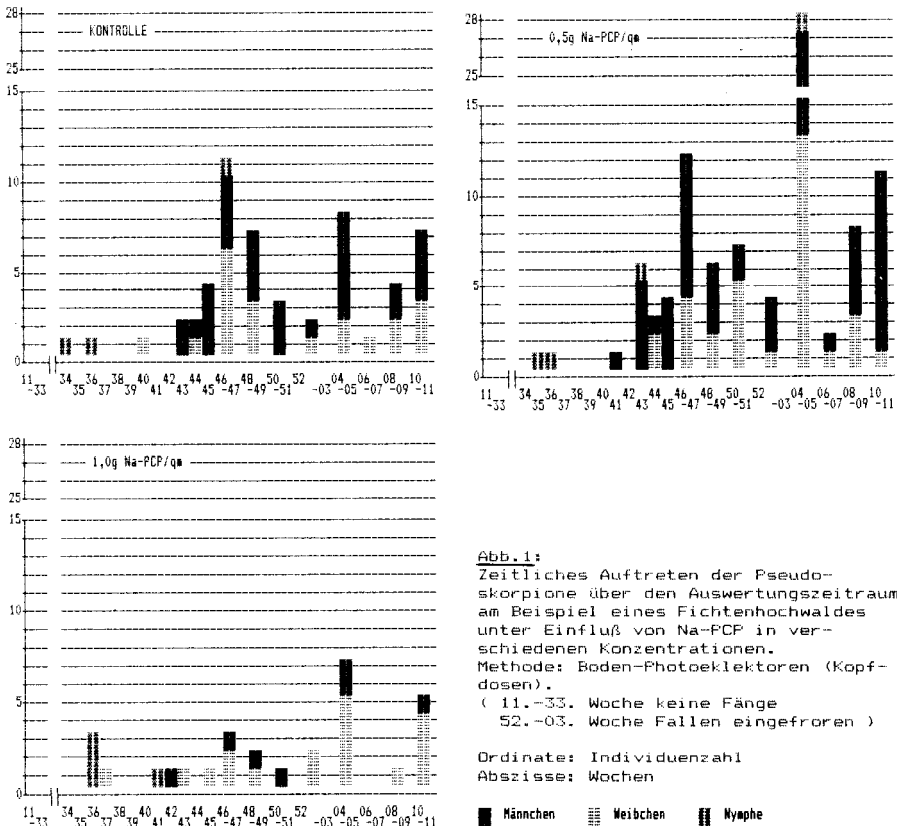 KONTROLLE
28
25
15
10
5
0
11 34 36 38 40 42 44 46 48 50 52 04 06 08 10
-33 35 37 39 41 43 45 -47 -49 -51 -03 -05 -07 -09 -11
0,5g Na-PCP/qm
28
25
15
10
5
0
11 34 36 38 40 42 44 46 48 50 52 04 06 08 10
-33 35 37 39 41 43 45 -47 -49 -51 -03 -05 -07 -09 -11
1,0g Na-PCP/qm
28
25
15
10
5
0
11 34 36 38 40 42 44 46 48 50 52 04 06 08 10
-33 35 37 39 41 43 45 -47 -49 -51 -03 -05 -07 -09 -11
Abb.1:
Zeitliches Auftreten der Pseudo-
skorpione über den Auswertungszeitraum
am Beispiel eines Fichtenhochwaldes
unter Einfluß von Na-PCP in ver-
schiedenen Konzentrationen.
Methode: Boden-Photoeklektoren (Kopf-
dosen).
( 11.-33. Woche keine Fänge
52.-03. Woche Fallen eingefroren )
Ordinate: Individuenzahl
Abszisse: Wochen
Männchen Weibchen Nymphe